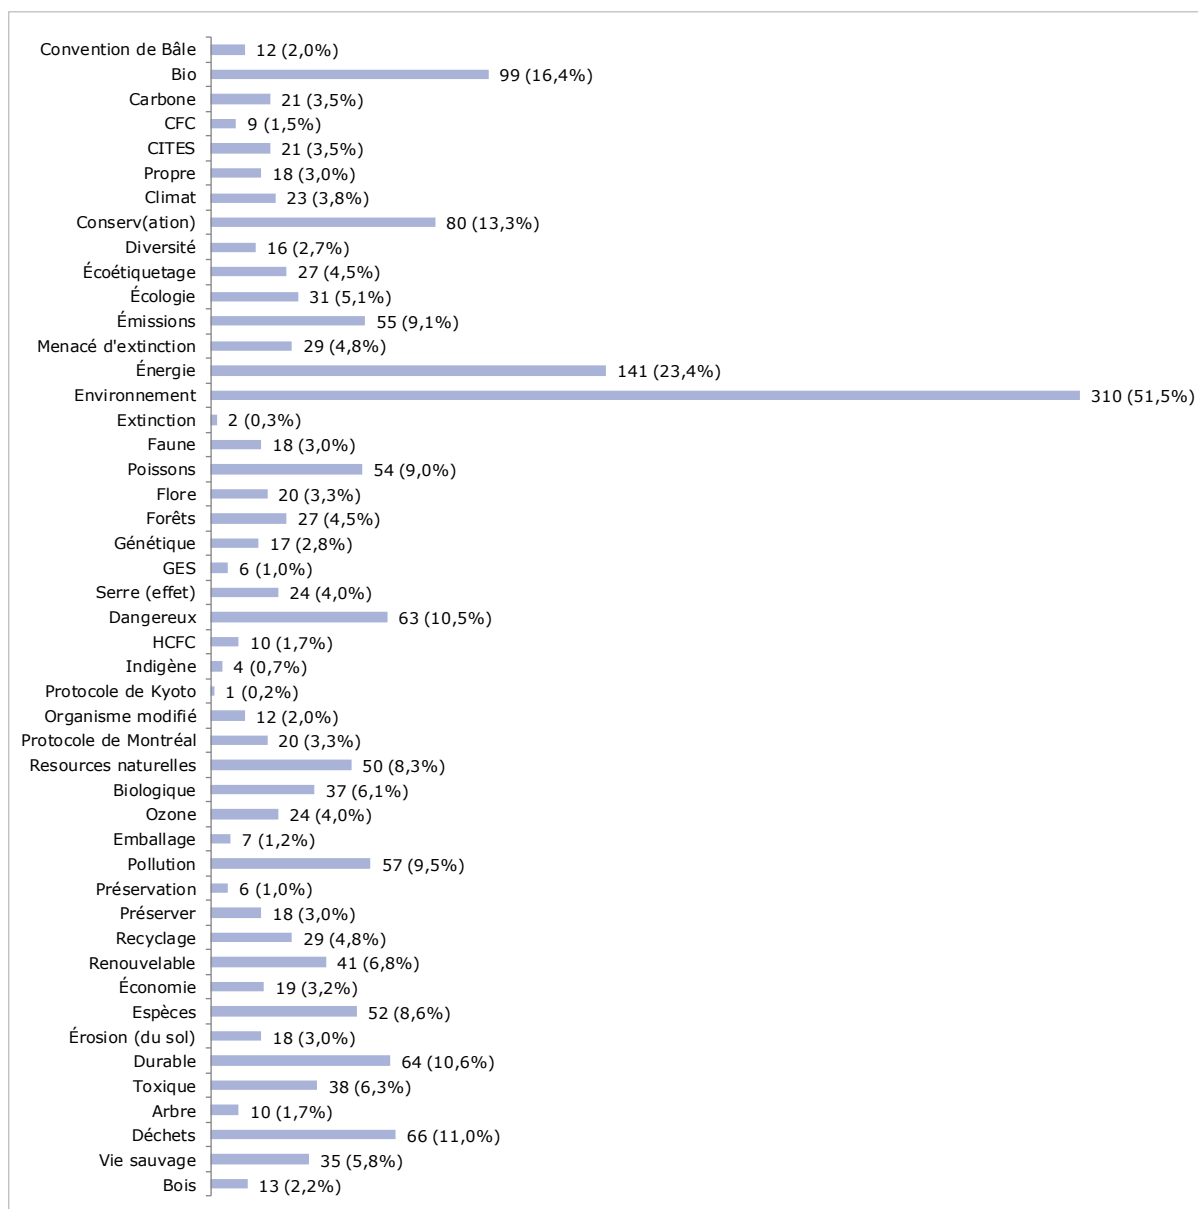 Convention de Bâle 12 (2,0%)
Bio 99 (16,4%)
Carbone 21 (3,5%)
CFC 9 (1,5%)
CITES 21 (3,5%)
Propre 18 (3,0%)
Climat 23 (3,8%)
Conserv(ation) 80 (13,3%)
Diversité 16 (2,7%)
Écoétiquetage 27 (4,5%)
Écologie 31 (5,1%)
Émissions 55 (9,1%)
Menacé d'extinction 29 (4,8%)
Énergie 141 (23,4%)
Environnement 310 (51,5%)
Extinction 2 (0,3%)
Faune 18 (3,0%)
Poissons 54 (9,0%)
Flore 20 (3,3%)
Forêts 27 (4,5%)
Génétique 17 (2,8%)
GES 6 (1,0%)
Serre (effet) 24 (4,0%)
Dangereux 63 (10,5%)
HCFC 10 (1,7%)
Indigène 4 (0,7%)
Protocole de Kyoto 1 (0,2%)
Organisme modifié 12 (2,0%)
Protocole de Montréal 20 (3,3%)
Resources naturelles 50 (8,3%)
Biologique 37 (6,1%)
Ozone 24 (4,0%)
Emballage 7 (1,2%)
Pollution 57 (9,5%)
Préservation 6 (1,0%)
Préserver 18 (3,0%)
Recyclage 29 (4,8%)
Renouvelable 41 (6,8%)
Économie 19 (3,2%)
Espèces 52 (8,6%)
Érosion (du sol) 18 (3,0%)
Durable 64 (10,6%)
Toxique 38 (6,3%)
Arbre 10 (1,7%)
Déchets 66 (11,0%)
Vie sauvage 35 (5,8%)
Bois 13 (2,2%)